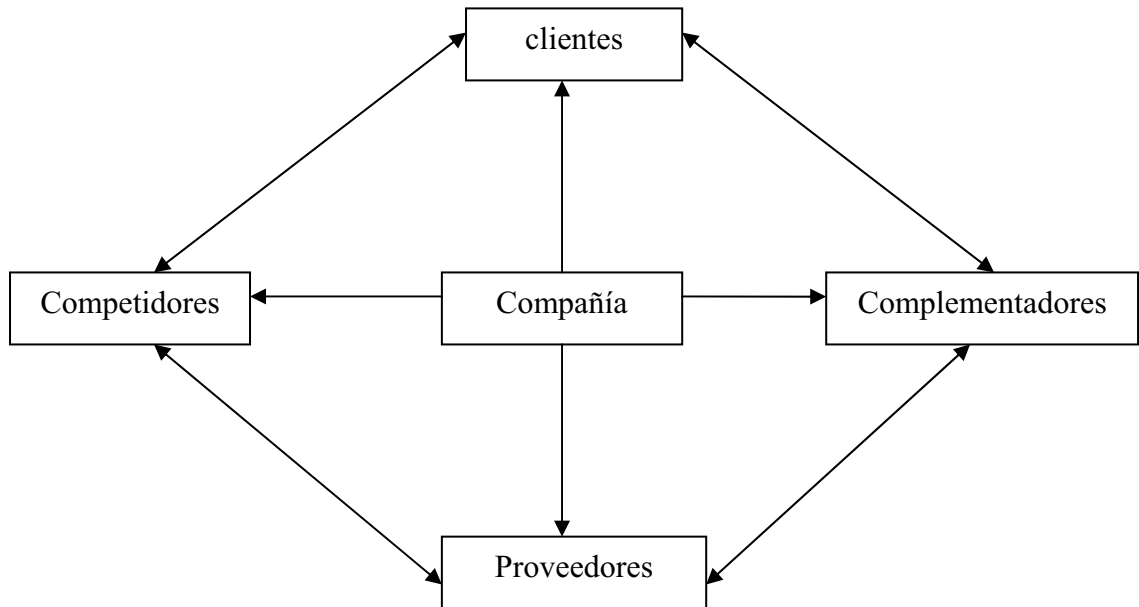 clientes
Competidores
Compañía
Complementadores
Proveedores